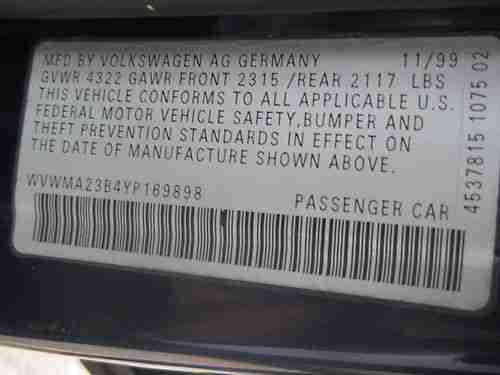 MFD BY VOLKSWAGEN AG GERMANY 11/99
GVWR 4322 GAWR FRONT 2315 /REAR 2117 LBS
THIS VEHICLE CONFORMS TO ALL APPLICABLE U.S.
FEDERAL MOTOR VEHICLE SAFETY,BUMPER AND
THEFT PREVENTION STANDARDS IN EFFECT ON
THE DATE OF MANUFACTURE SHOWN ABOVE.
WVWMA23B4YP169898 PASSENGER CAR
4537815 1075 02